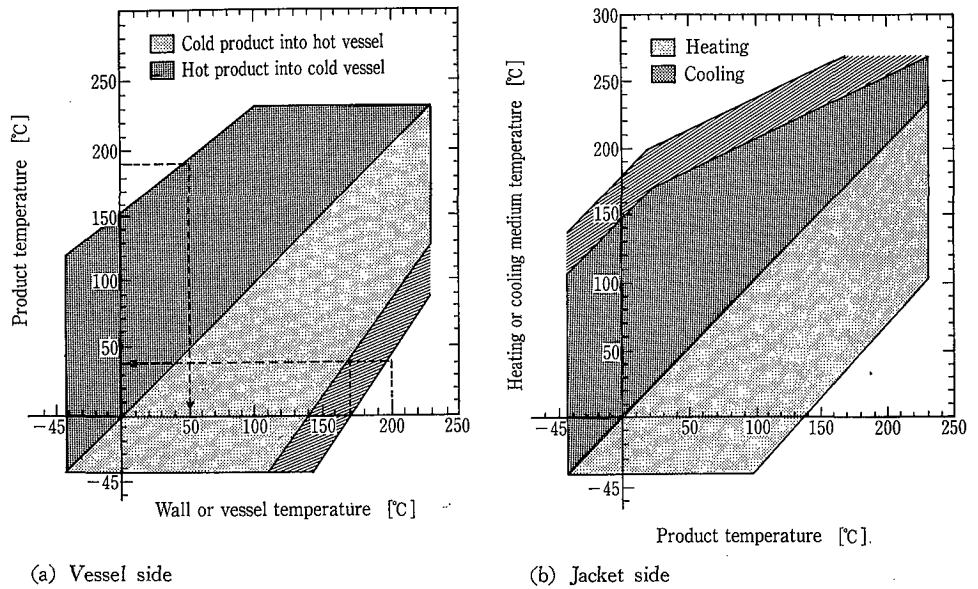 Cold product into hot vessel
Hot product into cold vessel
Product temperature [℃]
250
200
150
100
50
-45
-45 0 50 100 150 200 250
Wall or vessel temperature [℃]
(a) Vessel side
Heating
Cooling
Heating or cooling medium temperature [℃]
300
250
200
150
100
50
-45
-45 0 50 100 150 200 250
Product temperature [℃].
(b) Jacket side